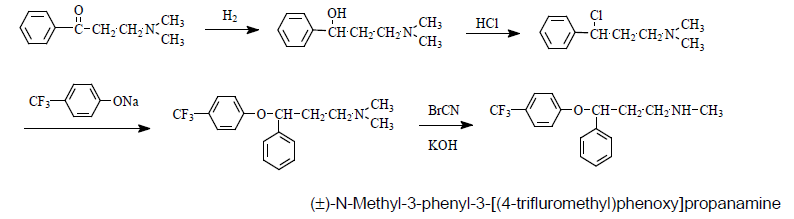 O
C-CH₂·CH₂N CH₃ CH₃
H₂
OH
CH·CH₂·CH₂N CH₃ CH₃
HCl
Cl
CH·CH₂·CH₂N CH₃ CH₃
CF₃ ONa
CF₃ O-CH-CH₂·CH₂N CH₃ CH₃
BrCN
KOH
CF₃ O-CH-CH₂-CH₂NH-CH₃
(±)-N-Methyl-3-phenyl-3-[(4-trifluromethyl)phenoxy]propanamine